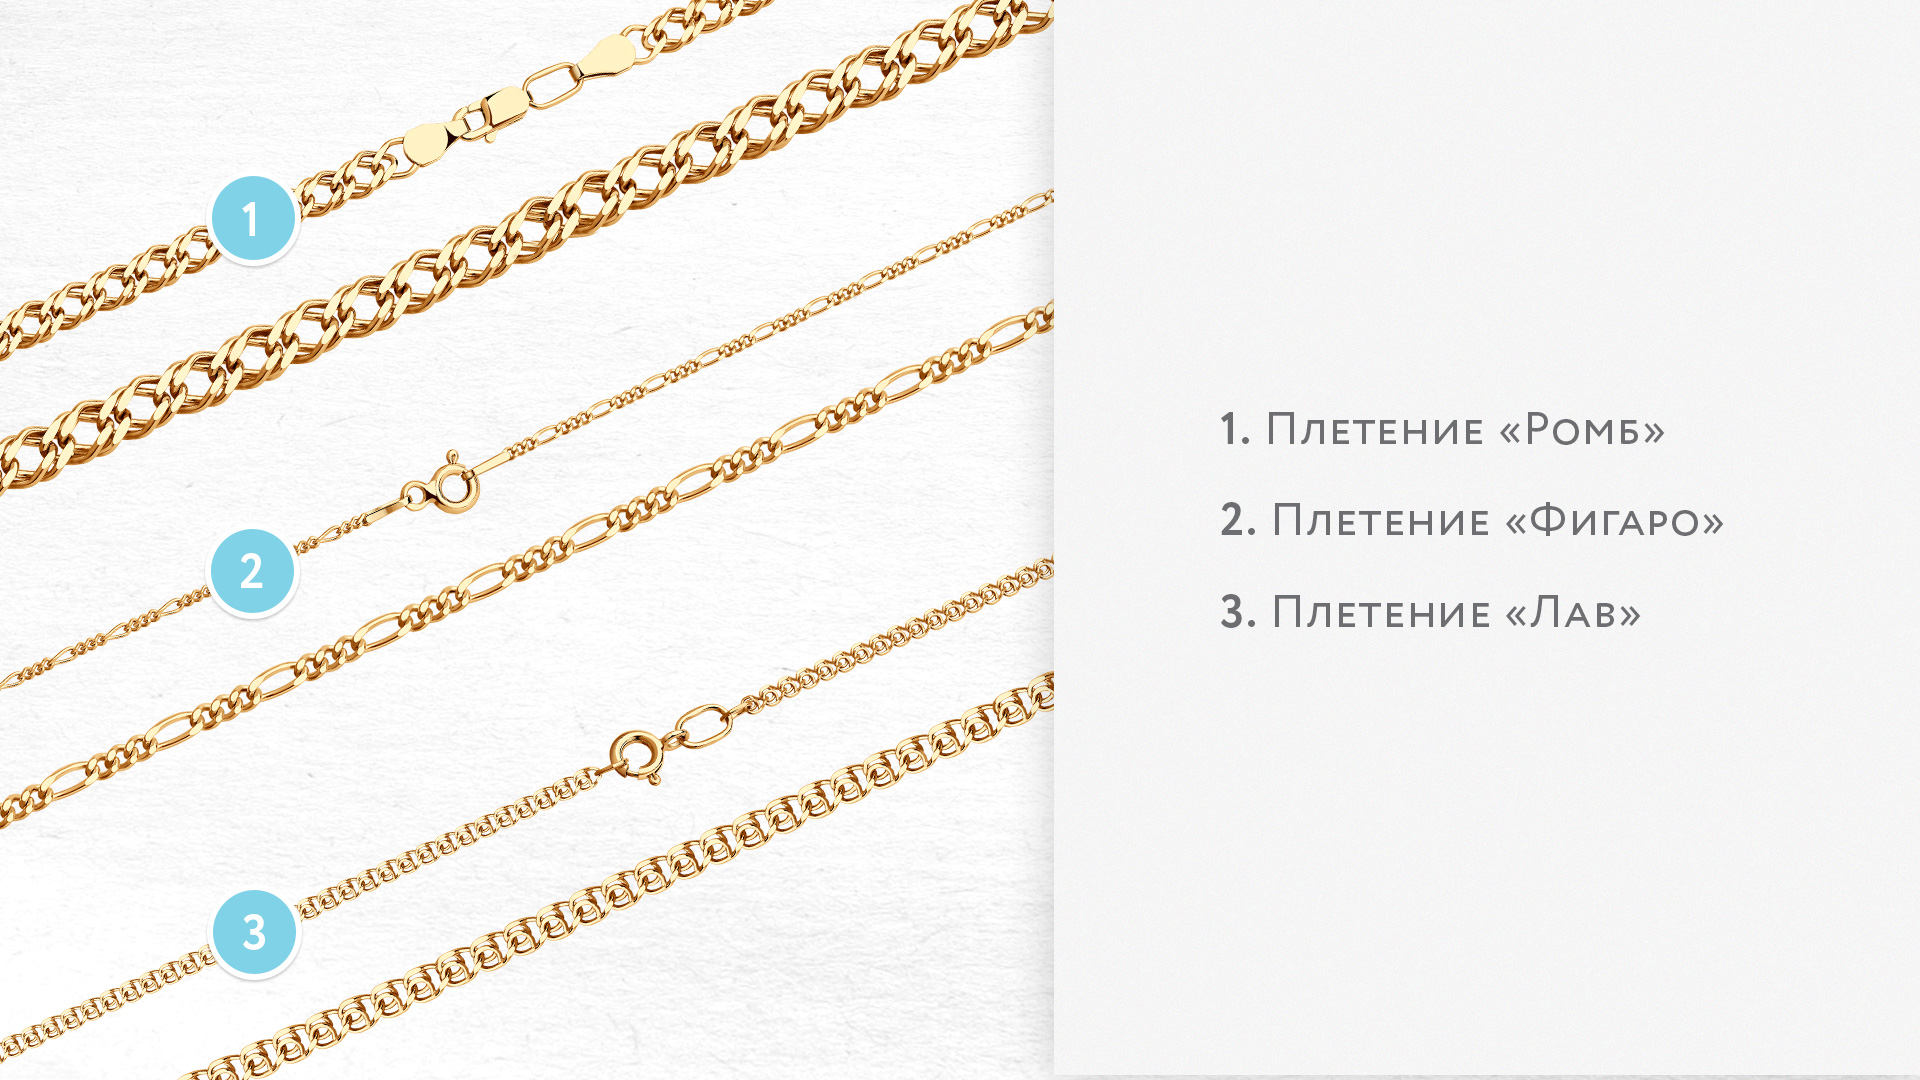 1
2
3
1. Плетение «Ромб»
2. Плетение «Фигаро»
3. Плетение «Лав»